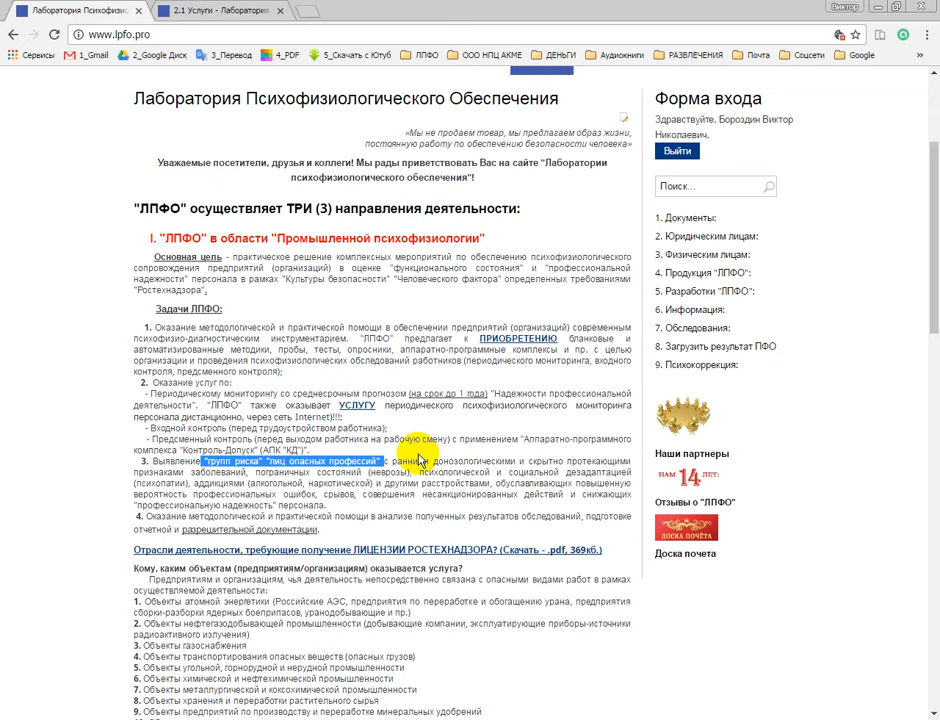 Лаборатория Психофизиол
2.1 Услуги - Лаборатория
Виктор
www.lpfo.pro
Сервисы
1_Gmail
2_Google Диск
3_Перевод
4_PDF
5_Скачать с Ютуб
ЛПФО
ООО НПЦ АКМЕ
ДЕНЬГИ
Аудиокниги
РАЗВЛЕЧЕНИЯ
Почта
Соцсети
Google
»
Лаборатория Психофизиологического Обеспечения
«Мы не продаем товар, мы предлагаем образ жизни,
постоянную работу по обеспечению безопасности человека»
Уважаемые посетители, друзья и коллеги! Мы рады приветствовать Вас на сайте "Лаборатории
психофизиологического обеспечения"!
"ЛПФО" осуществляет ТРИ (3) направления деятельности:
I. "ЛПФО" в области "Промышленной психофизиологии"
Основная цель - практическое решение комплексных мероприятий по обеспечению психофизиологического
сопровождения предприятий (организаций) в оценке "функционального состояния" и "профессиональной
надежности" персонала в рамках "Культуры безопасности" "Человеческого фактора" определенных требованиями
"Ростехнадзора".
Задачи ЛПФО:
1. Оказание методологической и практической помощи в обеспечении предприятий (организаций) современным
психофизио-диагностическим инструментарием. "ЛПФО" предлагает к ПРИОБРЕТЕНИЮ бланковые и
автоматизированные методики, пробы, тесты, опросники, аппаратно-программные комплексы и пр. с целью
организации и проведения психофизиологических обследований работников (периодического мониторинга, входного
контроля, предсменного контроля);
2. Оказание услуг по:
- Периодическому мониторингу со среднесрочным прогнозом (на срок до 1 года) "Надежности профессиональной
деятельности". "ЛПФО" также оказывает УСЛУГУ периодического психофизиологического мониторинга
персонала дистанционно, через сеть Internet)!!!:
- Входной контроль (перед трудоустройством работника);
- Предсменный контроль (перед выходом работника на рабочую смену) с применением "Аппаратно-программного
комплекса "Контроль-Допуск" (АПК "КД")".
3. Выявление "групп риска" "лиц опасных профессий" с ранними донозологическими и скрытно протекающими
признаками заболеваний, пограничных состояний (неврозы), психологической и социальной дезадаптацией
(психопатии), аддикциями (алкогольной, наркотической) и другими расстройствами, обуславливающих повышенную
вероятность профессиональных ошибок, срывов, совершения несанкционированных действий и снижающих
"профессиональную надежность" персонала.
4. Оказание методологической и практической помощи в анализе полученных результатов обследований, подготовке
отчетной и разрешительной документации.
Отрасли деятельности, требующие получение ЛИЦЕНЗИИ РОСТЕХНАДЗОРА? (Скачать - .pdf, 369кб.)
Кому, каким объектам (предприятиям/организациям) оказывается услуга?
Предприятиям и организациям, чья деятельность непосредственно связана с опасными видами работ в рамках
осуществляемой деятельности:
1. Объекты атомной энергетики (Российские АЭС, предприятия по переработке и обогащению урана, предприятия
сборки-разборки ядерных боеприпасов, уранодобывающие и пр.)
2. Объекты нефтегазодобывающей промышленности (добывающие компании, эксплуатирующие приборы-источники
радиоактивного излучения)
3. Объекты газоснабжения
4. Объекты транспортирования опасных веществ (опасных грузов)
5. Объекты угольной, горнорудной и нерудной промышленности
6. Объекты химической и нефтехимической промышленности
7. Объекты металлургической и коксохимической промышленности
8. Объекты хранения и переработки растительного сырья
9. Объекты предприятий по производству и переработке минеральных удобрений
Форма входа
Здравствуйте, Бороздин Виктор
Николаевич,
Выйти
Поиск...
1. Документы:
2. Юридическим лицам:
3. Физическим лицам:
4. Продукция "ЛПФО":
5. Разработки "ЛПФО":
6. Информация:
7. Обследования:
8. Загрузить результат ПФО
9. Психокоррекция:
Наши партнеры
нам 14 лет!
Отзывы о "ЛПФО"
ДОСКА ПОЧЁТА
Доска почета